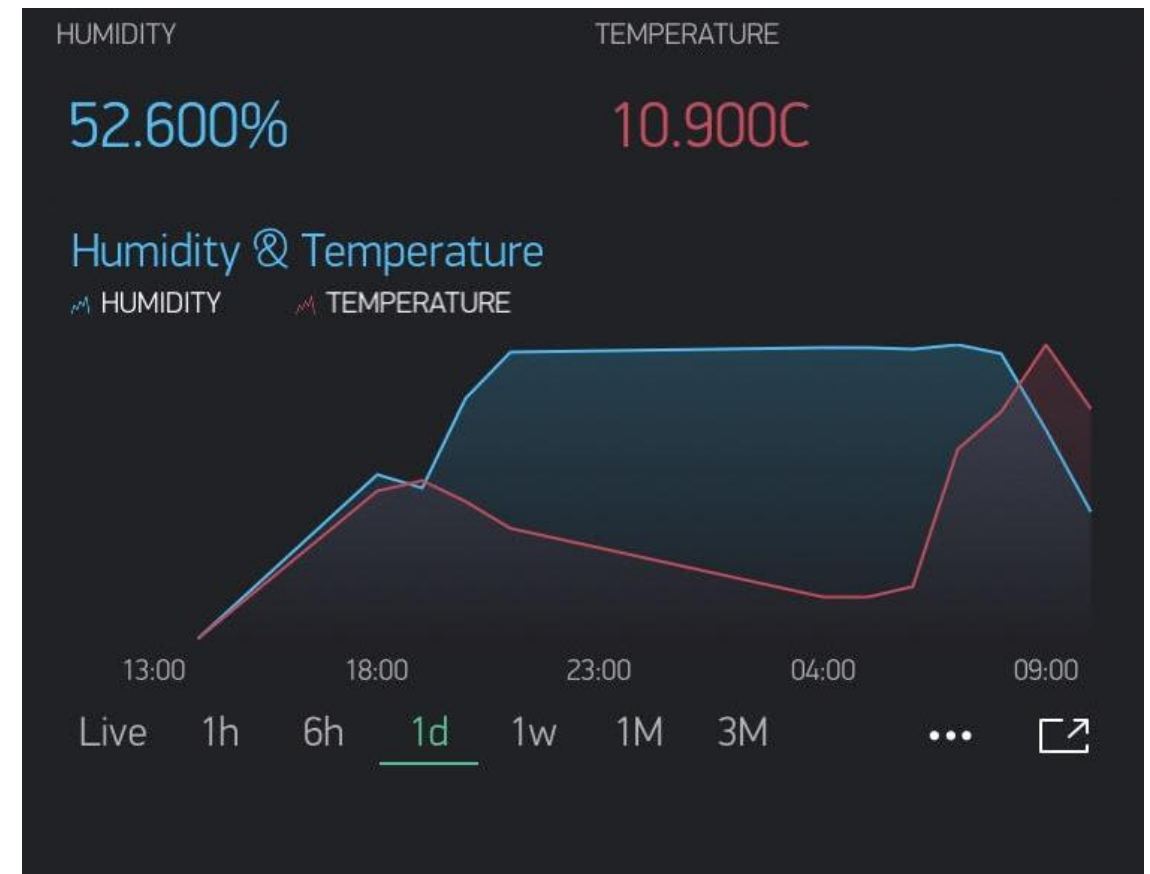 HUMIDITY TEMPERATURE
52.600% 10.900C
Humidity & Temperature
HUMIDITY TEMPERATURE
13:00 18:00 23:00 04:00 09:00
Live 1h 6h 1d 1w 1M 3M